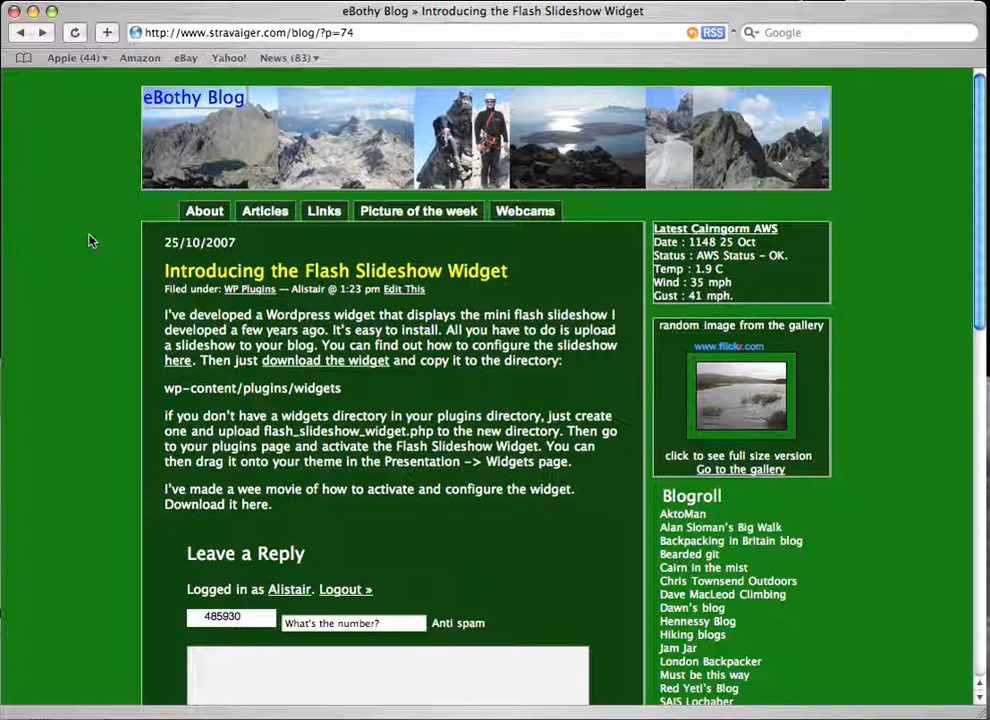 eBothy Blog » Introducing the Flash Slideshow Widget
http://www.stravaiger.com/blog/?p=74
RSS
Google
Apple (44)▾ Amazon eBay Yahoo! News (83)▾
eBothy Blog
About Articles Links Picture of the week Webcams
25/10/2007
Introducing the Flash Slideshow Widget
Filed under: WP Plugins — Alistair @ 1:23 pm Edit This
I've developed a Wordpress widget that displays the mini flash slideshow I
developed a few years ago. It's easy to install. All you have to do is upload
a slideshow to your blog. You can find out how to configure the slideshow
here. Then just download the widget and copy it to the directory:
wp-content/plugins/widgets
if you don't have a widgets directory in your plugins directory, just create
one and upload flash_slideshow_widget.php to the new directory. Then go
to your plugins page and activate the Flash Slideshow Widget. You can
then drag it onto your theme in the Presentation -> Widgets page.
I've made a wee movie of how to activate and configure the widget.
Download it here.
Leave a Reply
Logged in as Alistair. Logout »
485930 What's the number? Anti spam
Latest Cairngorm AWS
Date : 1148 25 Oct
Status : AWS Status - OK.
Temp : 1.9 C
Wind : 35 mph
Gust : 41 mph.
random image from the gallery
www.flickr.com
click to see full size version
Go to the gallery
Blogroll
AktoMan
Alan Sloman's Big Walk
Backpacking in Britain blog
Bearded git
Cairn in the mist
Chris Townsend Outdoors
Dave MacLeod Climbing
Dawn's blog
Hennessy Blog
Hiking blogs
Jam Jar
London Backpacker
Must be this way
Red Yeti's Blog
SAIS Lochaber